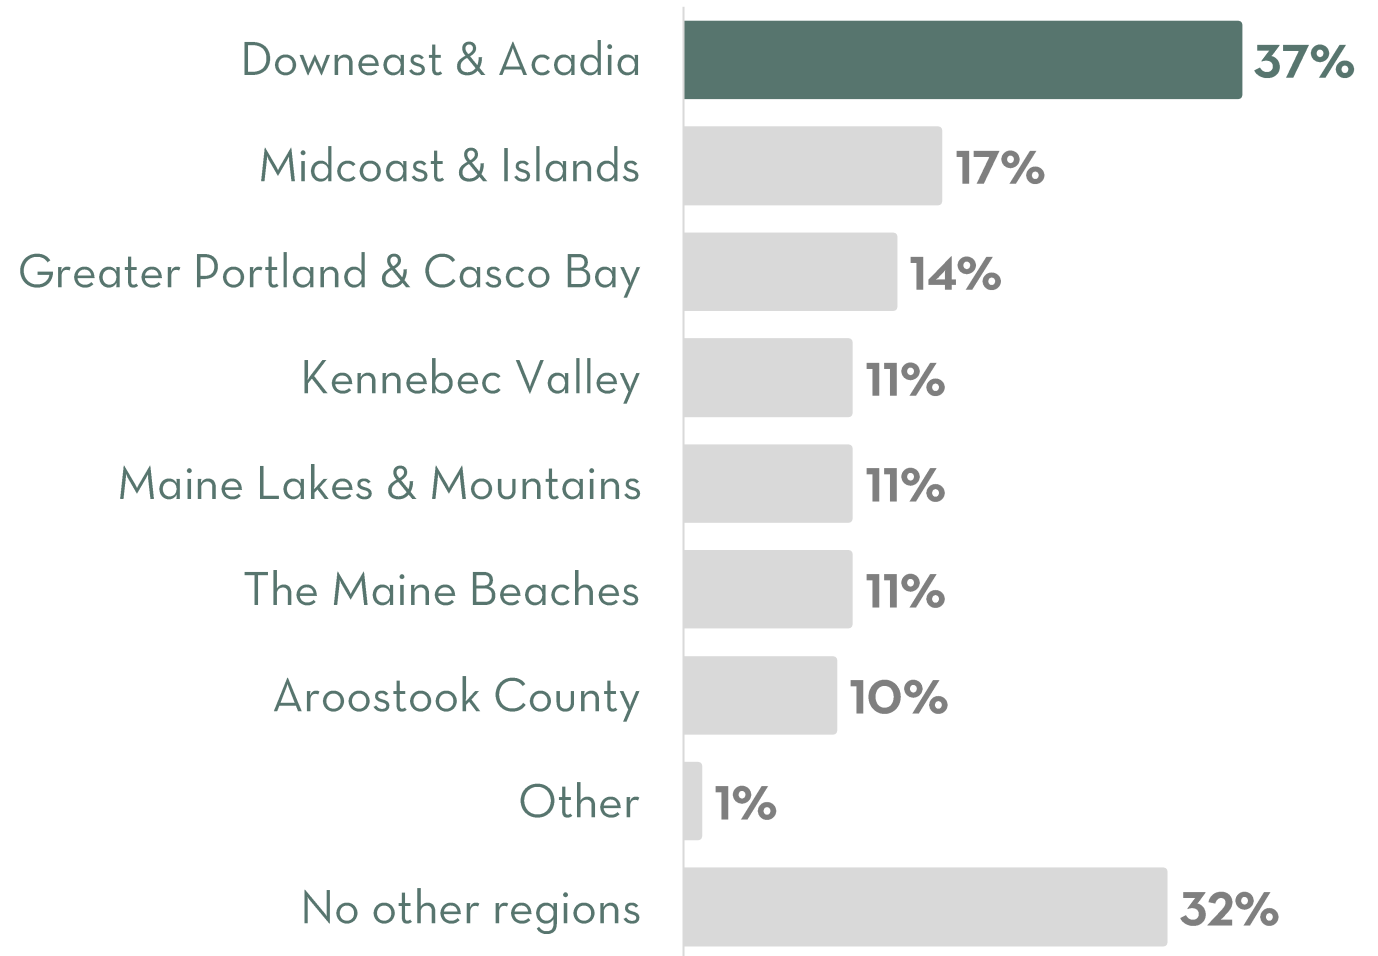 Downeast & Acadia 37%
Midcoast & Islands 17%
Greater Portland & Casco Bay 14%
Kennebec Valley 11%
Maine Lakes & Mountains 11%
The Maine Beaches 11%
Aroostook County 10%
Other 1%
No other regions 32%